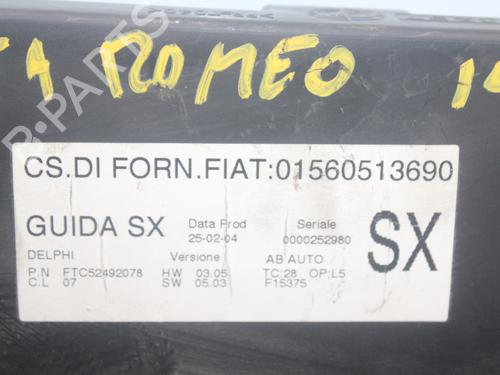 ROMEO
CS.DI FORN.FIAT:01560513690
GUIDA SX Data Prod 25-02-04 Seriale 0000252980 SX
DELPHI Versione AB AUTO
P.N FTC52492078 HW 03.05 TC:28 OP:L5
C.L 07 SW 05.03 F15375
B-PARTS